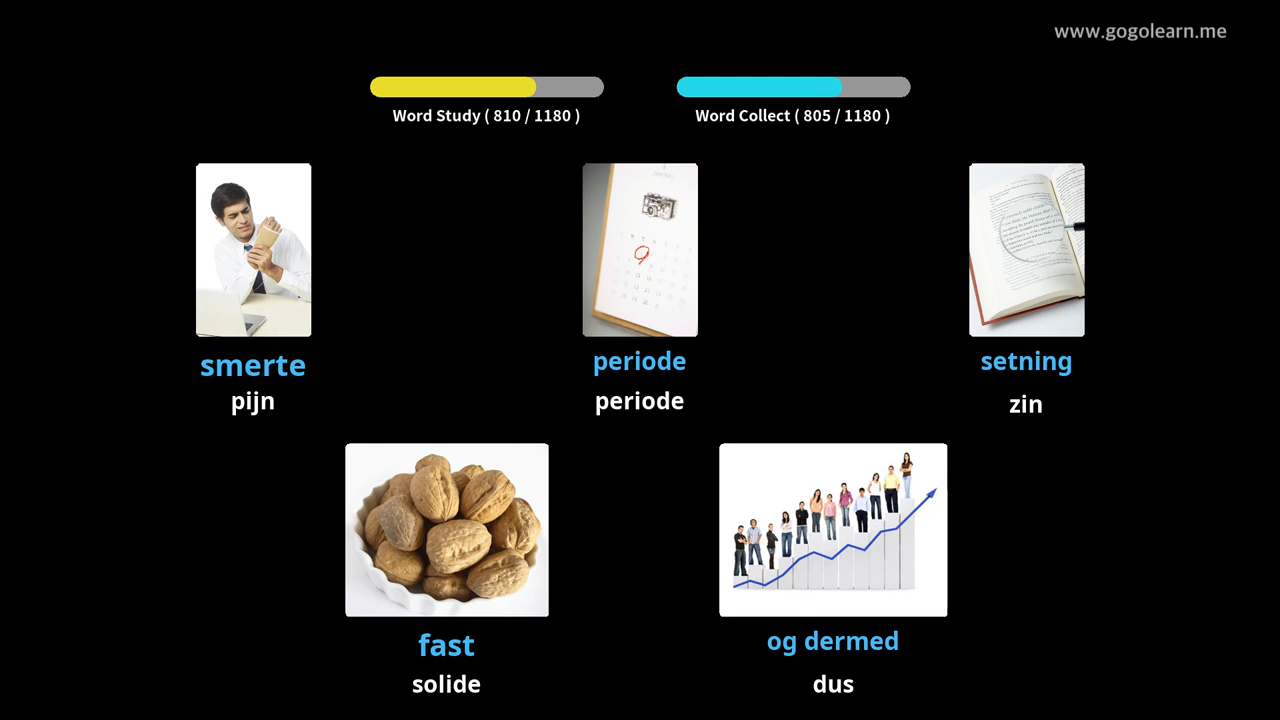 www.gogolearn.me
Word Study ( 810 / 1180 )
Word Collect ( 805 / 1180 )
smerte
pijn
periode
periode
setning
zin
fast
solide
og dermed
dus